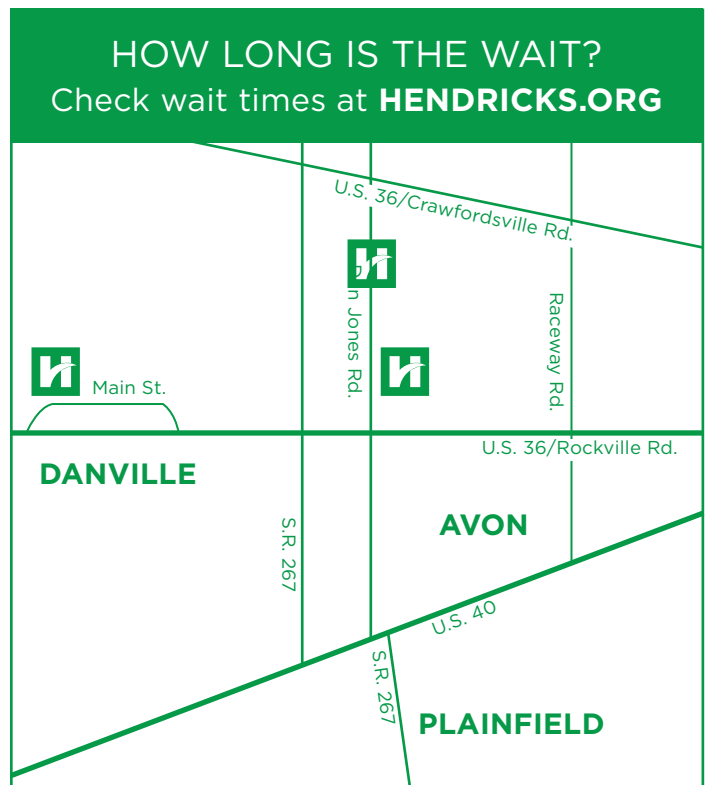 HOW LONG IS THE WAIT?
Check wait times at HENDRICKS.ORG
U.S. 36/Crawfordsville Rd.
n Jones Rd.
Raceway Rd.
Main St.
U.S. 36/Rockville Rd.
DANVILLE
AVON
S.R. 267
U.S. 40
S.R. 267
PLAINFIELD